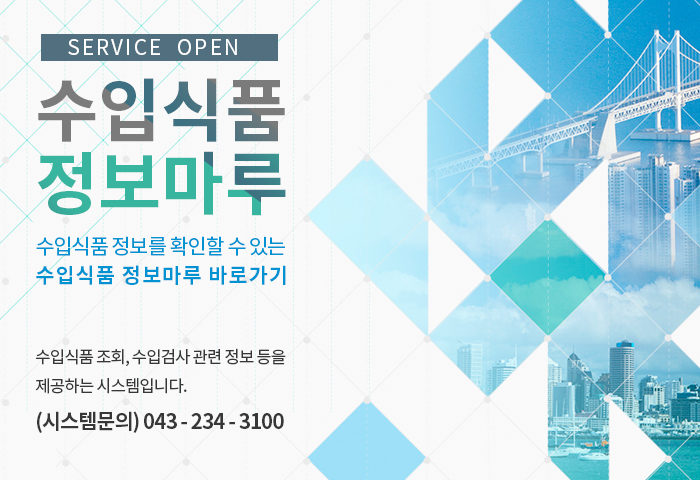 SERVICE OPEN
수입식품
정보마루
수입식품 정보를 확인할 수 있는
수입식품 정보마루 바로가기
수입식품 조회, 수입검사 관련 정보 등을
제공하는 시스템입니다.
(시스템문의) 043 - 234 - 3100